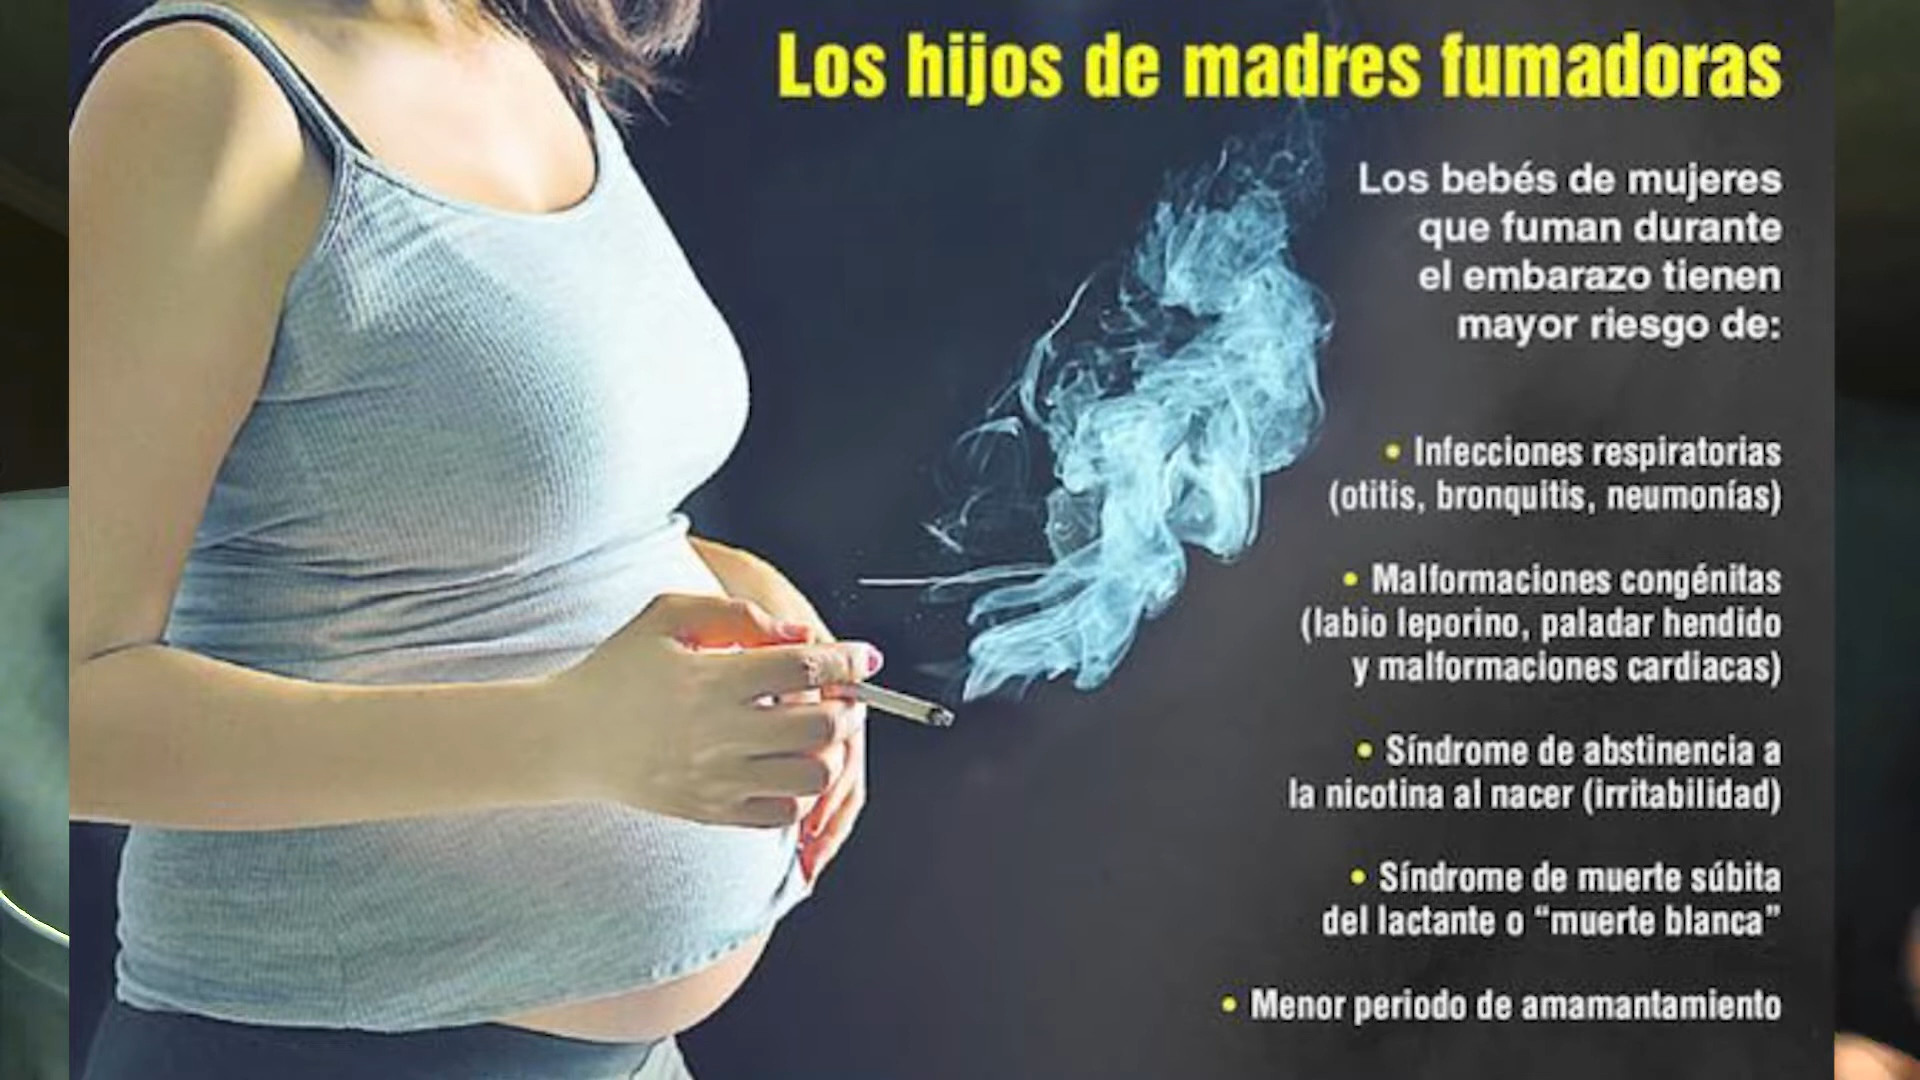 Los hijos de madres fumadoras
Los bebés de mujeres
que fuman durante
el embarazo tienen
mayor riesgo de:
• Infecciones respiratorias
(otitis, bronquitis, neumonías)
• Malformaciones congénitas
(labio leporino, paladar hendido
y malformaciones cardiacas)
• Síndrome de abstinencia a
la nicotina al nacer (irritabilidad)
• Síndrome de muerte súbita
del lactante o “muerte blanca”
• Menor periodo de amamantamiento